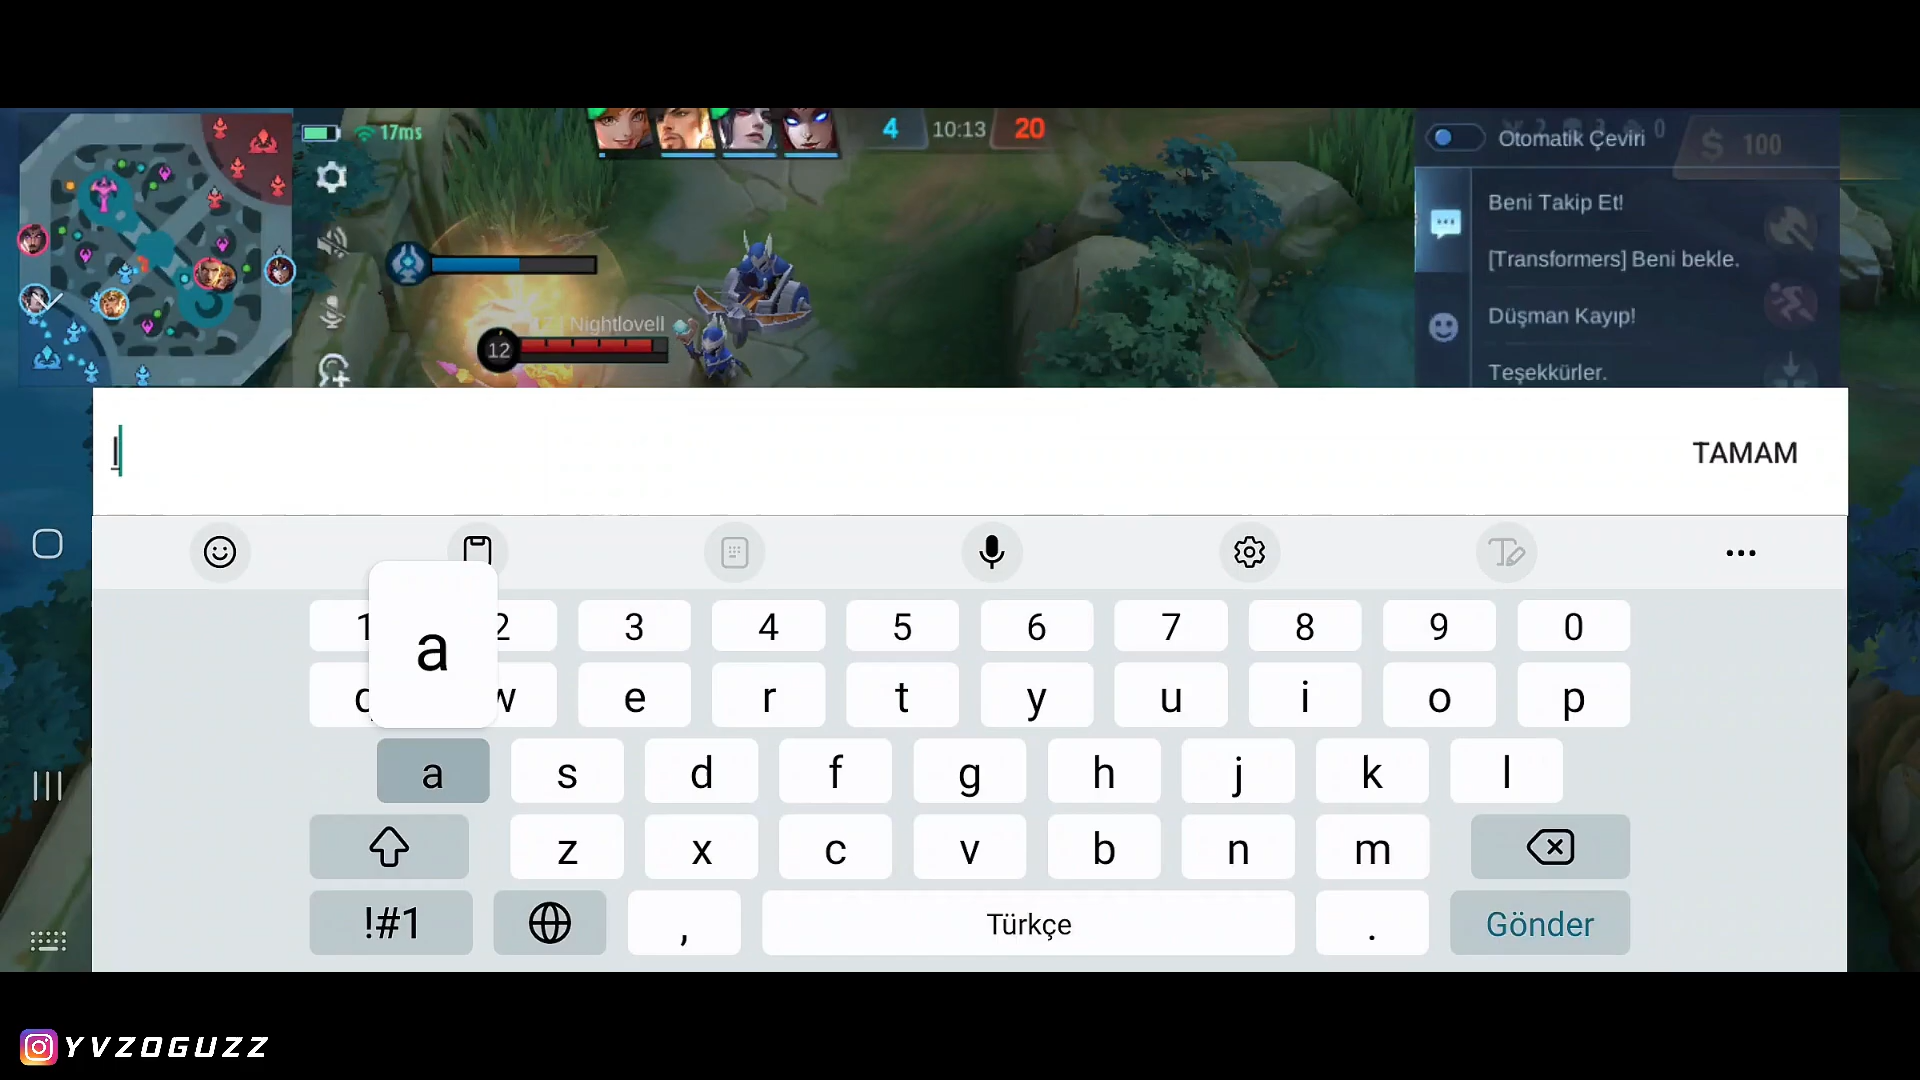 17ms
4 10:13 20
Otomatik Çeviri
$ 100
Beni Takip Et!
[Transformers] Beni bekle.
Düşman Kayıp!
Teşekkürler.
Nightlovell
12
l
TAMAM
1 2 3 4 5 6 7 8 9 0
a
q w e r t y u i o p
a s d f g h j k l
z x c v b n m
!#1 , Türkçe . Gönder
YVZOGUZZ